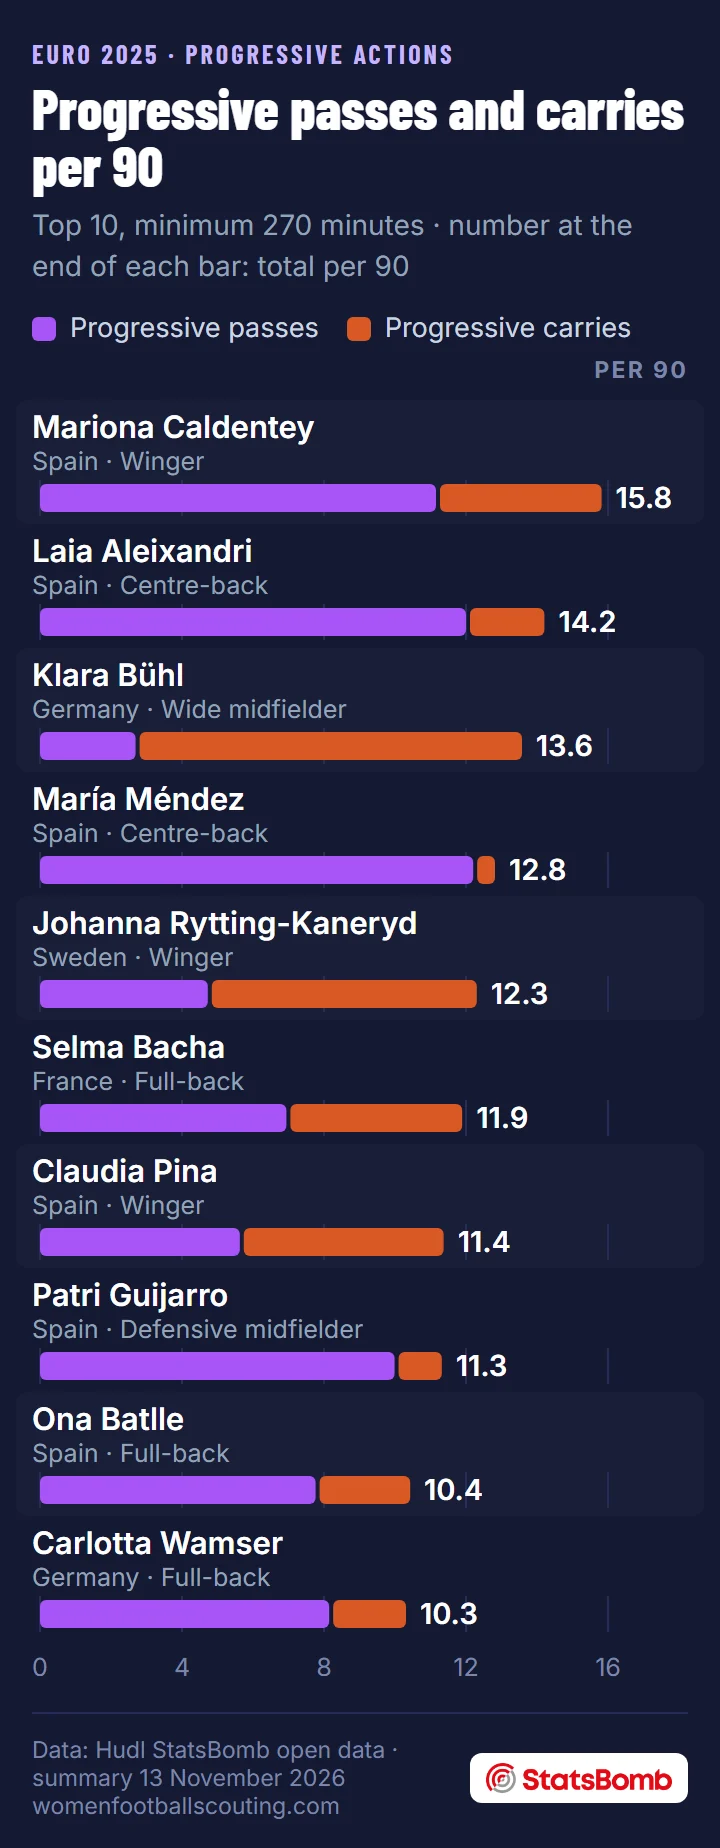 EURO 2025 · PROGRESSIVE ACTIONS
Progressive passes and carries
per 90
Top 10, minimum 270 minutes · number at the
end of each bar: total per 90
Progressive passes Progressive carries
PER 90
Mariona Caldentey
Spain · Winger
15.8
Laia Aleixandri
Spain · Centre-back
14.2
Klara Bühl
Germany · Wide midfielder
13.6
María Méndez
Spain · Centre-back
12.8
Johanna Rytting-Kaneryd
Sweden · Winger
12.3
Selma Bacha
France · Full-back
11.9
Claudia Pina
Spain · Winger
11.4
Patri Guijarro
Spain · Defensive midfielder
11.3
Ona Batlle
Spain · Full-back
10.4
Carlotta Wamser
Germany · Full-back
10.3
0 4 8 12 16
Data: Hudl StatsBomb open data ·
summary 13 November 2026
womenfootballscouting.com
StatsBomb